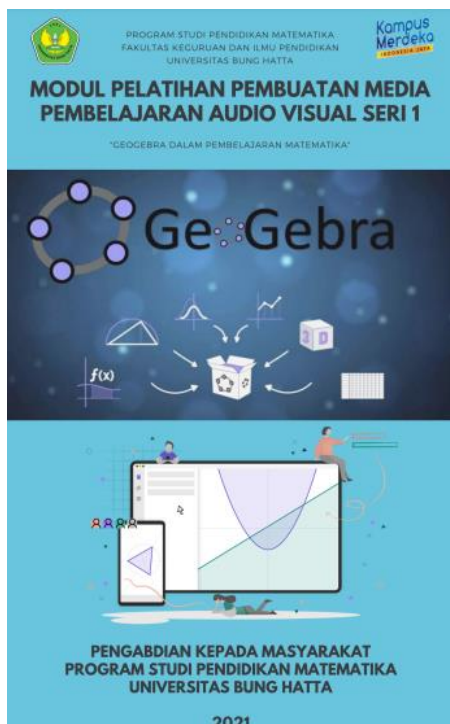 PROGRAM STUDI PENDIDIKAN MATEMATIKA
FAKULTAS KEGURUAN DAN ILMU PENDIDIKAN
UNIVERSITAS BUNG HATTA
Kampus
Merdeka
INDONESIA JAYA
MODUL PELATIHAN PEMBUATAN MEDIA
PEMBELAJARAN AUDIO VISUAL SERI 1
"GEOGEBRA DALAM PEMBELAJARAN MATEMATIKA"
GeoGebra
3D
f(x)
PENGABDIAN KEPADA MASYARAKAT
PROGRAM STUDI PENDIDIKAN MATEMATIKA
UNIVERSITAS BUNG HATTA
2021